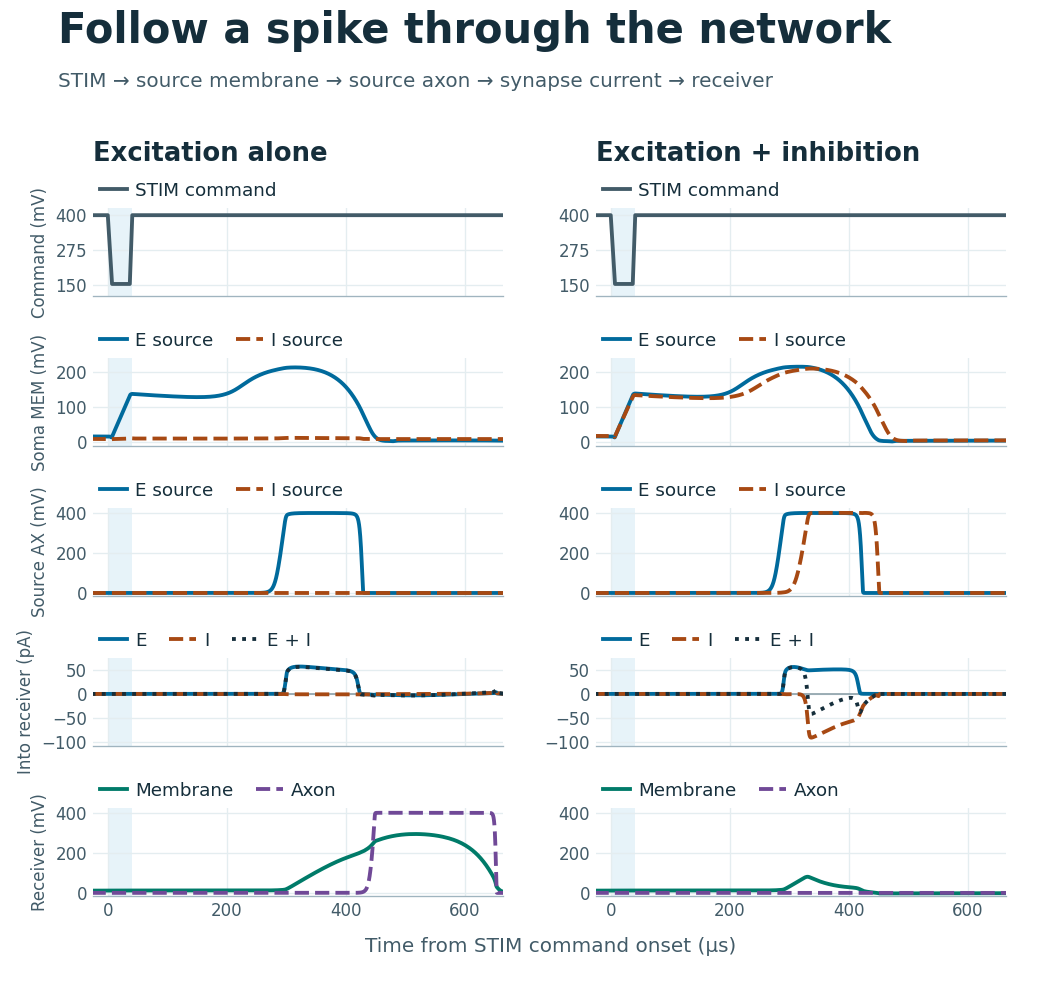 Follow a spike through the network
STIM → source membrane → source axon → synapse current → receiver
Excitation alone
STIM command
Command (mV)
400
275
150
E source I source
Soma MEM (mV)
200
100
0
E source I source
Source AX (mV)
400
200
0
E I E + I
Into receiver (pA)
50
0
−50
−100
Membrane Axon
Receiver (mV)
400
200
0
0 200 400 600
Excitation + inhibition
STIM command
400
275
150
E source I source
200
100
0
E source I source
400
200
0
E I E + I
50
0
−50
−100
Membrane Axon
400
200
0
0 200 400 600
Time from STIM command onset (μs)